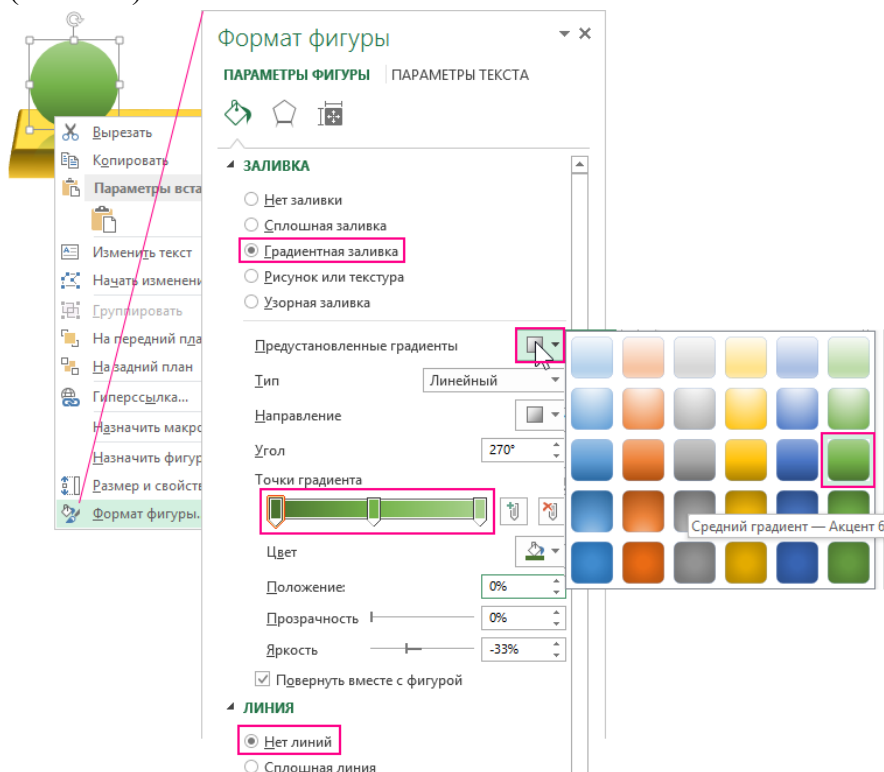 Формат фигуры
ПАРАМЕТРЫ ФИГУРЫ ПАРАМЕТРЫ ТЕКСТА
Вырезать
Копировать
Параметры вста
Изменить текст
Начать изменени
Группировать
На передний пла
На задний план
Гиперссылка...
Назначить макро
Назначить фигур
Размер и свойств
Формат фигуры.
ЗАЛИВКА
Нет заливки
Сплошная заливка
Градиентная заливка
Рисунок или текстура
Узорная заливка
Предустановленные градиенты
Тип Линейный
Направление
Угол 270°
Точки градиента
Цвет
Положение: 0%
Прозрачность 0%
Яркость -33%
Повернуть вместе с фигурой
ЛИНИЯ
Нет линий
Сплошная линия
Средний градиент — Акцент 6